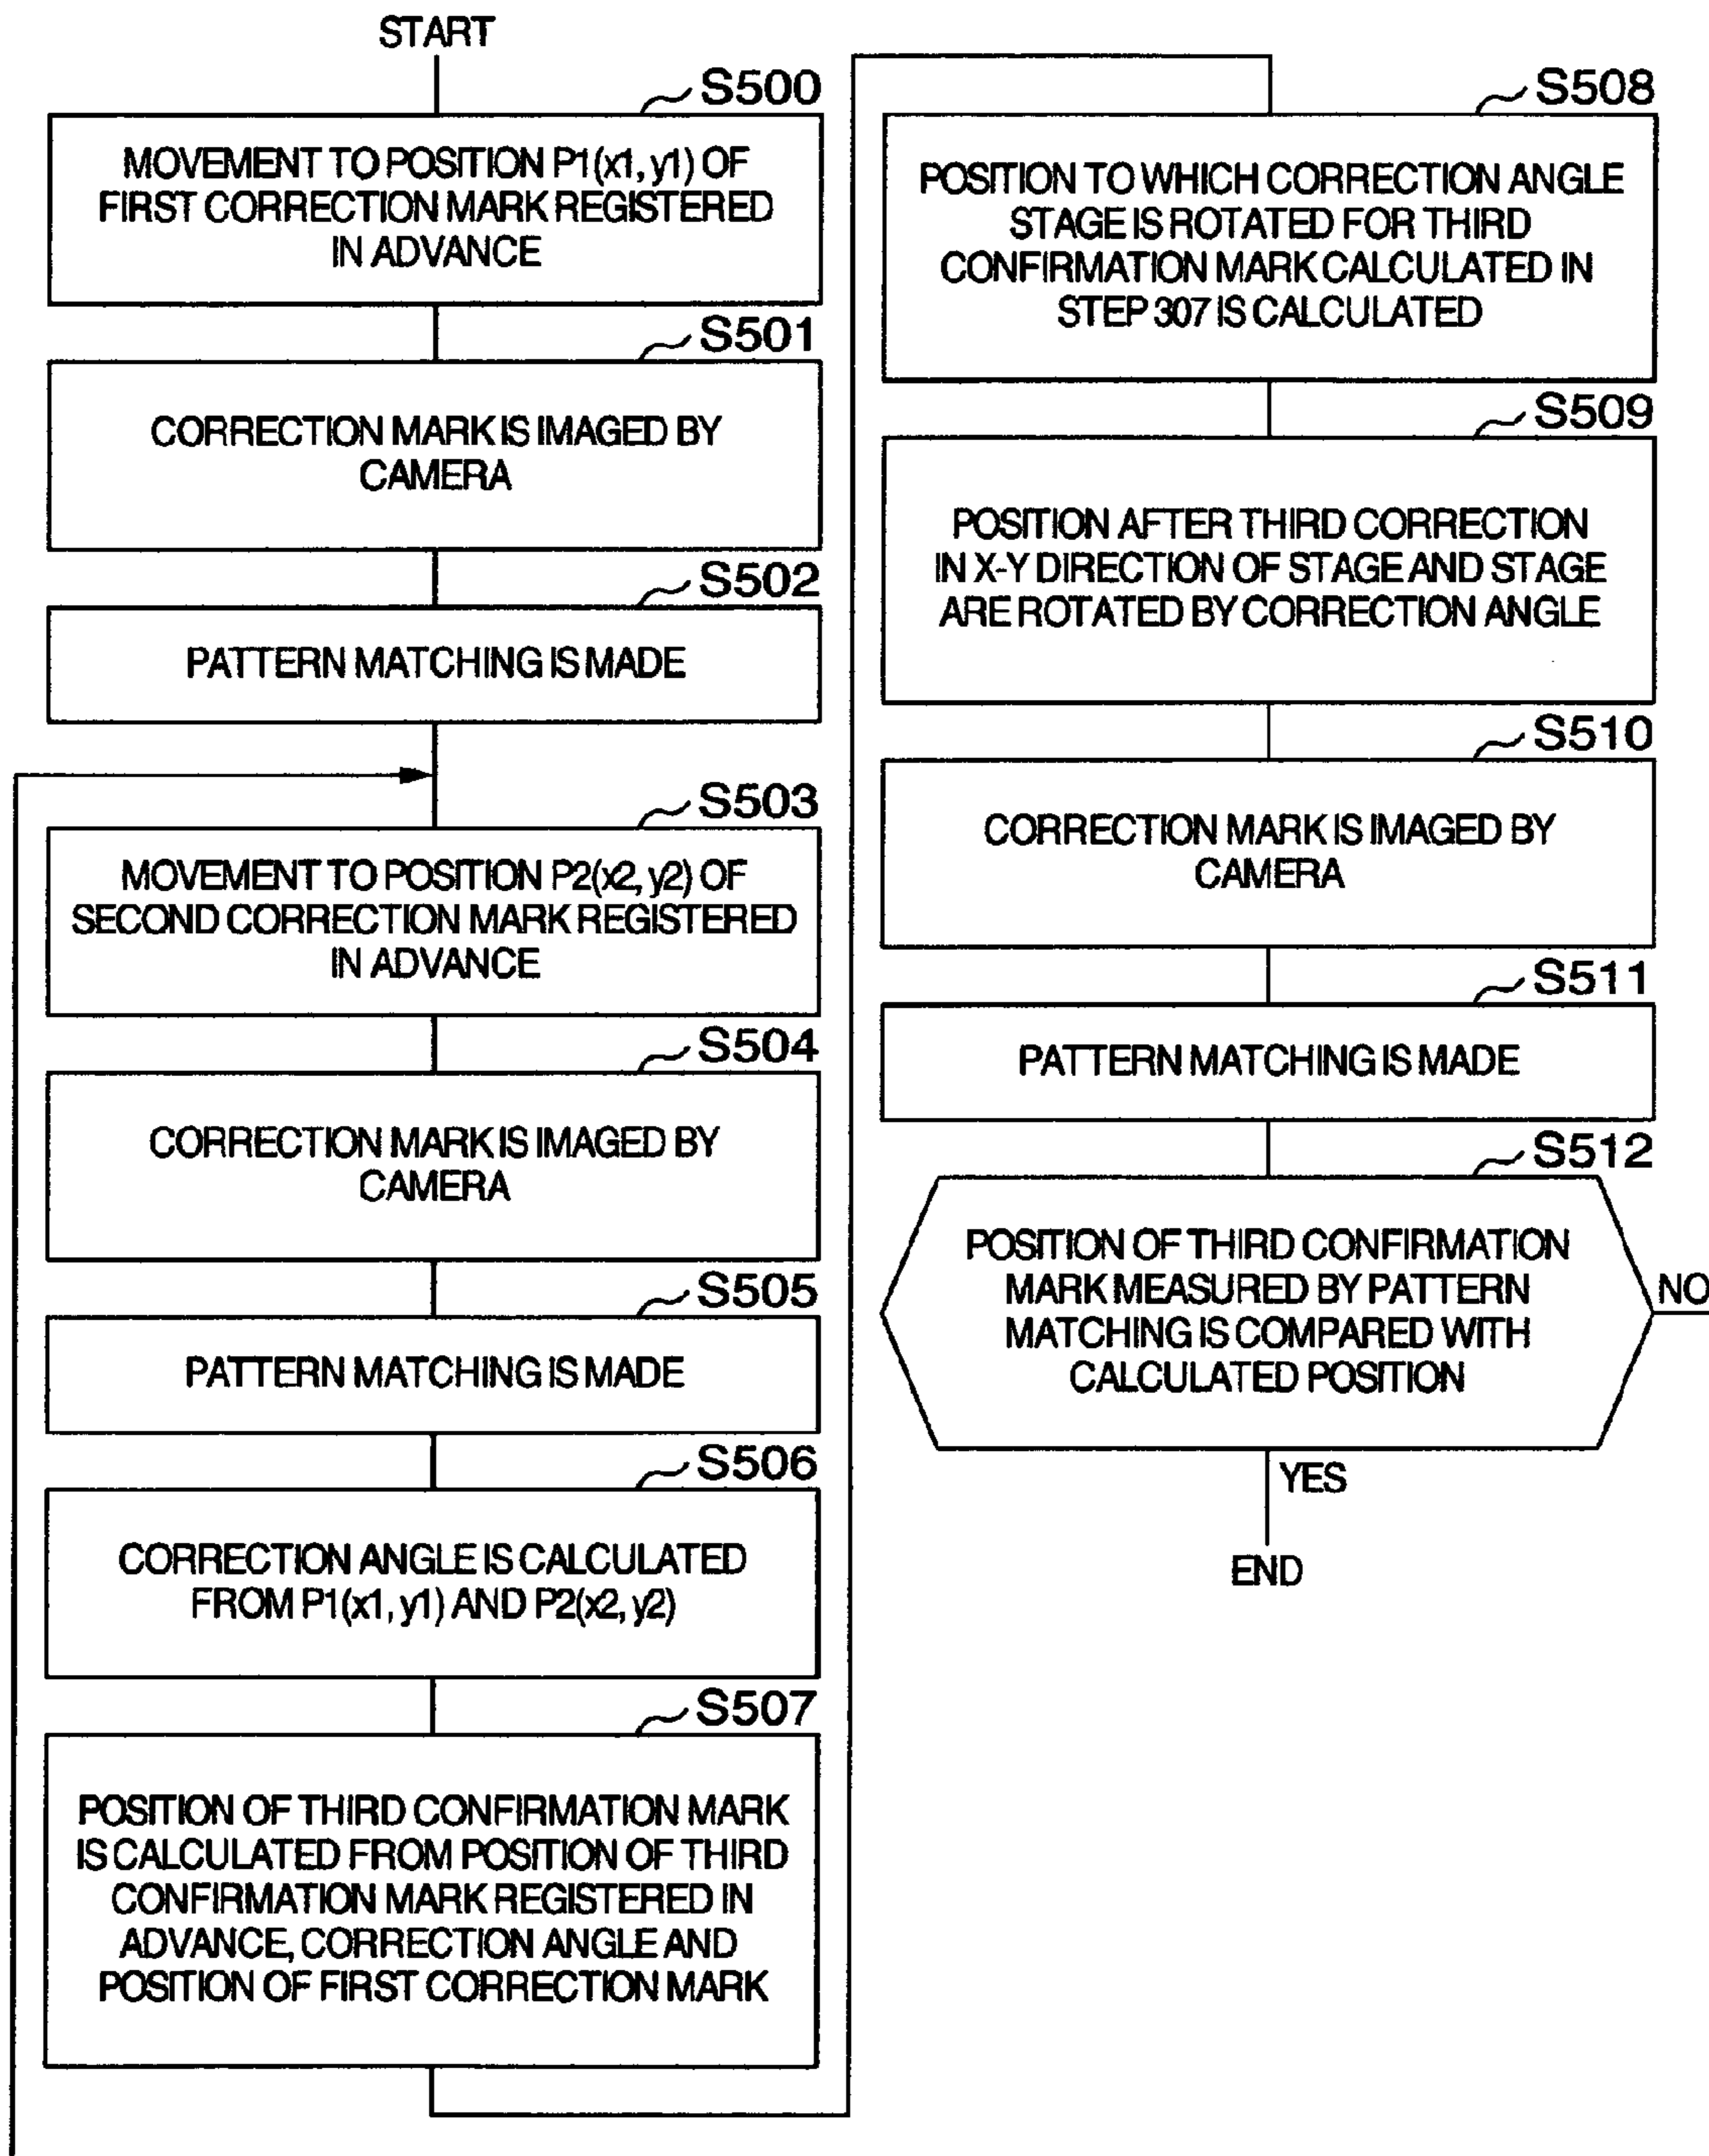 START
S500
MOVEMENT TO POSITION P1(x1, y1) OF
FIRST CORRECTION MARK REGISTERED
IN ADVANCE
S501
CORRECTION MARK IS IMAGED BY
CAMERA
S502
PATTERN MATCHING IS MADE
S503
MOVEMENT TO POSITION P2(x2, y2) OF
SECOND CORRECTION MARK REGISTERED
IN ADVANCE
S504
CORRECTION MARK IS IMAGED BY
CAMERA
S505
PATTERN MATCHING IS MADE
S506
CORRECTION ANGLE IS CALCULATED
FROM P1(x1, y1) AND P2(x2, y2)
S507
POSITION OF THIRD CONFIRMATION MARK
IS CALCULATED FROM POSITION OF THIRD
CONFIRMATION MARK REGISTERED IN
ADVANCE, CORRECTION ANGLE AND
POSITION OF FIRST CORRECTION MARK
S508
POSITION TO WHICH CORRECTION ANGLE
STAGE IS ROTATED FOR THIRD
CONFIRMATION MARK CALCULATED IN
STEP 307 IS CALCULATED
S509
POSITION AFTER THIRD CORRECTION
IN X-Y DIRECTION OF STAGE AND STAGE
ARE ROTATED BY CORRECTION ANGLE
S510
CORRECTION MARK IS IMAGED BY
CAMERA
S511
PATTERN MATCHING IS MADE
S512
POSITION OF THIRD CONFIRMATION
MARK MEASURED BY PATTERN
MATCHING IS COMPARED WITH
CALCULATED POSITION
NO
YES
END